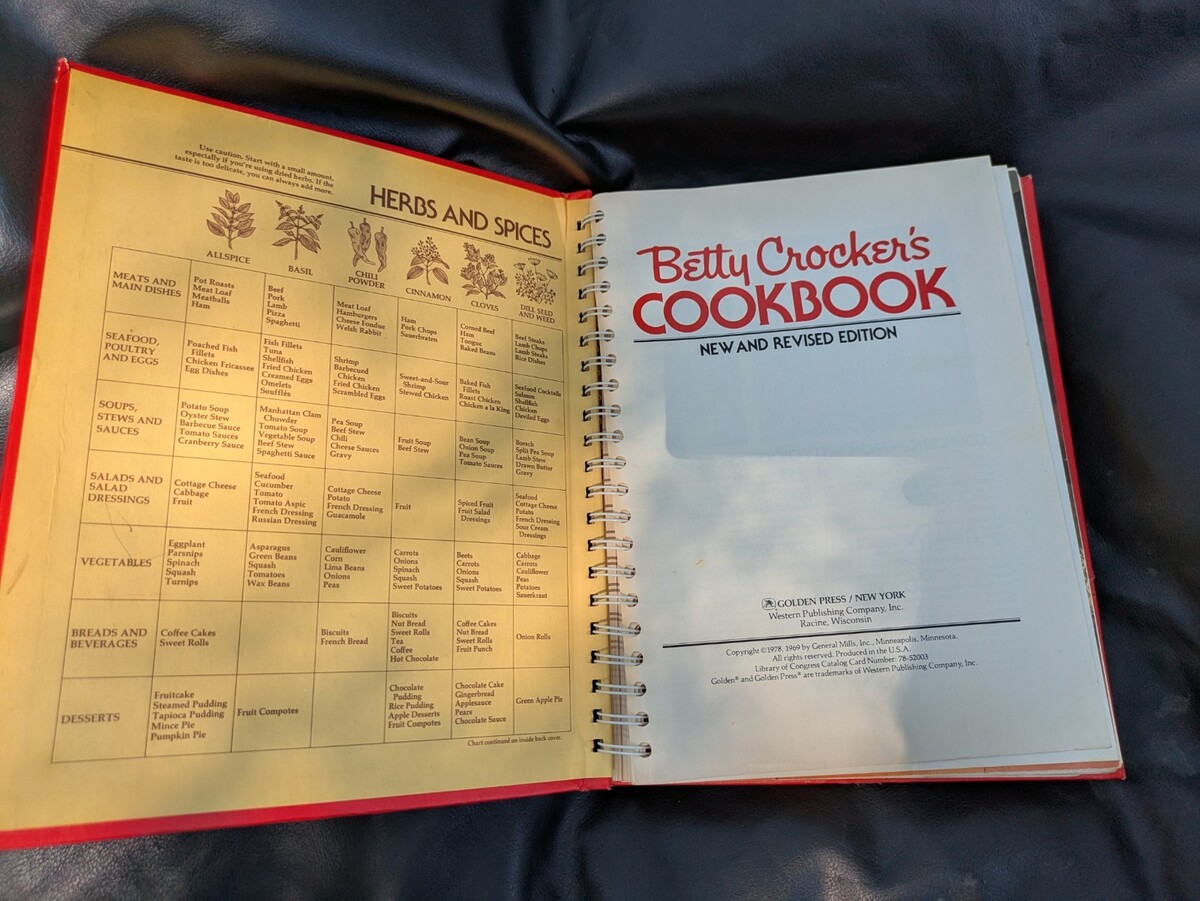 Use caution. Start with a small amount,
especially if you're using dried herbs. If the
taste is too delicate, you can always add more.
HERBS AND SPICES
ALLSPICE
BASIL
CHILI
POWDER
CINNAMON
CLOVES
DILL SEED
AND WEED
MEATS AND
MAIN DISHES
Pot Roasts
Meat Loaf
Meatballs
Ham
Beef
Pork
Lamb
Pizza
Spaghetti
Meat Loaf
Hamburgers
Cheese Fondue
Welsh Rabbit
Ham
Pork Chops
Sauerbraten
Corned Beef
Ham
Tongue
Baked Beans
Beef Steaks
Lamb Chops
Lamb Steaks
Rice Dishes
SEAFOOD,
POULTRY
AND EGGS
Poached Fish
Fillets
Chicken Fricassee
Egg Dishes
Fish Fillets
Tuna
Shellfish
Fried Chicken
Creamed Eggs
Omelets
Soufflés
Shrimp
Barbecued
Chicken
Fried Chicken
Scrambled Eggs
Sweet-and-Sour
Shrimp
Stewed Chicken
Baked Fish
Fillets
Roast Chicken
Chicken a la King
Seafood Cocktails
Salmon
Shellfish
Chicken
Deviled Eggs
SOUPS,
STEWS AND
SAUCES
Potato Soup
Oyster Stew
Barbecue Sauce
Tomato Sauces
Cranberry Sauce
Manhattan Clam
Chowder
Tomato Soup
Vegetable Soup
Beef Stew
Spaghetti Sauce
Pea Soup
Beef Stew
Chili
Cheese Sauces
Gravy
Fruit Soup
Beef Stew
Bean Soup
Onion Soup
Pea Soup
Tomato Sauces
Borsch
Split Pea Soup
Lamb Stew
Drawn Butter
Gravy
SALADS AND
SALAD
DRESSINGS
Cottage Cheese
Cabbage
Fruit
Seafood
Cucumber
Tomato
Tomato Aspic
French Dressing
Russian Dressing
Cottage Cheese
Potato
French Dressing
Guacamole
Fruit
Spiced Fruit
Fruit Salad
Dressings
Seafood
Cottage Cheese
Potato
French Dressing
Sour Cream
Dressings
VEGETABLES
Eggplant
Parsnips
Spinach
Squash
Turnips
Asparagus
Green Beans
Squash
Tomatoes
Wax Beans
Cauliflower
Corn
Lima Beans
Onions
Peas
Carrots
Onions
Spinach
Squash
Sweet Potatoes
Beets
Carrots
Onions
Squash
Sweet Potatoes
Cabbage
Carrots
Cauliflower
Peas
Potatoes
Sauerkraut
BREADS AND
BEVERAGES
Coffee Cakes
Sweet Rolls
Biscuits
French Bread
Biscuits
Nut Bread
Sweet Rolls
Tea
Coffee
Hot Chocolate
Coffee Cakes
Nut Bread
Sweet Rolls
Fruit Punch
Onion Rolls
DESSERTS
Fruitcake
Steamed Pudding
Tapioca Pudding
Mince Pie
Pumpkin Pie
Fruit Compotes
Chocolate
Pudding
Rice Pudding
Apple Desserts
Fruit Compotes
Chocolate Cake
Gingerbread
Applesauce
Pears
Chocolate Sauce
Green Apple Pie
Chart continued on inside back cover.
Betty Crocker's
COOKBOOK
NEW AND REVISED EDITION
GOLDEN PRESS / NEW YORK
Western Publishing Company, Inc.
Racine, Wisconsin
Copyright ©1978, 1969 by General Mills, Inc., Minneapolis, Minnesota.
All rights reserved. Produced in the U.S.A.
Library of Congress Catalog Card Number: 78-52003
Golden® and Golden Press® are trademarks of Western Publishing Company, Inc.